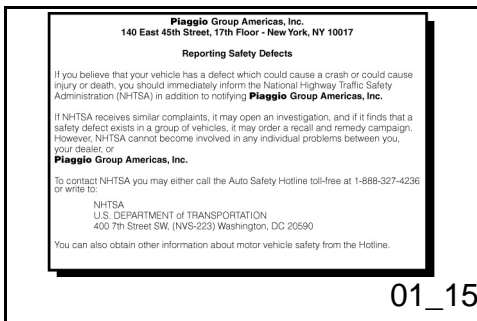 Piaggio Group Americas, Inc.
140 East 45th Street, 17th Floor - New York, NY 10017
Reporting Safety Defects
If you believe that your vehicle has a defect which could cause a crash or could cause
injury or death, you should immediately inform the National Highway Traffic Safety
Administration (NHTSA) in addition to notifying Piaggio Group Americas, Inc.
If NHTSA receives similar complaints, it may open an investigation, and if it finds that a
safety defect exists in a group of vehicles, it may order a recall and remedy campaign.
However, NHTSA cannot become involved in any individual problems between you,
your dealer, or
Piaggio Group Americas, Inc.
To contact NHTSA you may either call the Auto Safety Hotline toll-free at 1-888-327-4236
or write to:
NHTSA
U.S. DEPARTMENT of TRANSPORTATION
400 7th Street SW, (NVS-223) Washington, DC 20590
You can also obtain other information about motor vehicle safety from the Hotline.
01_15